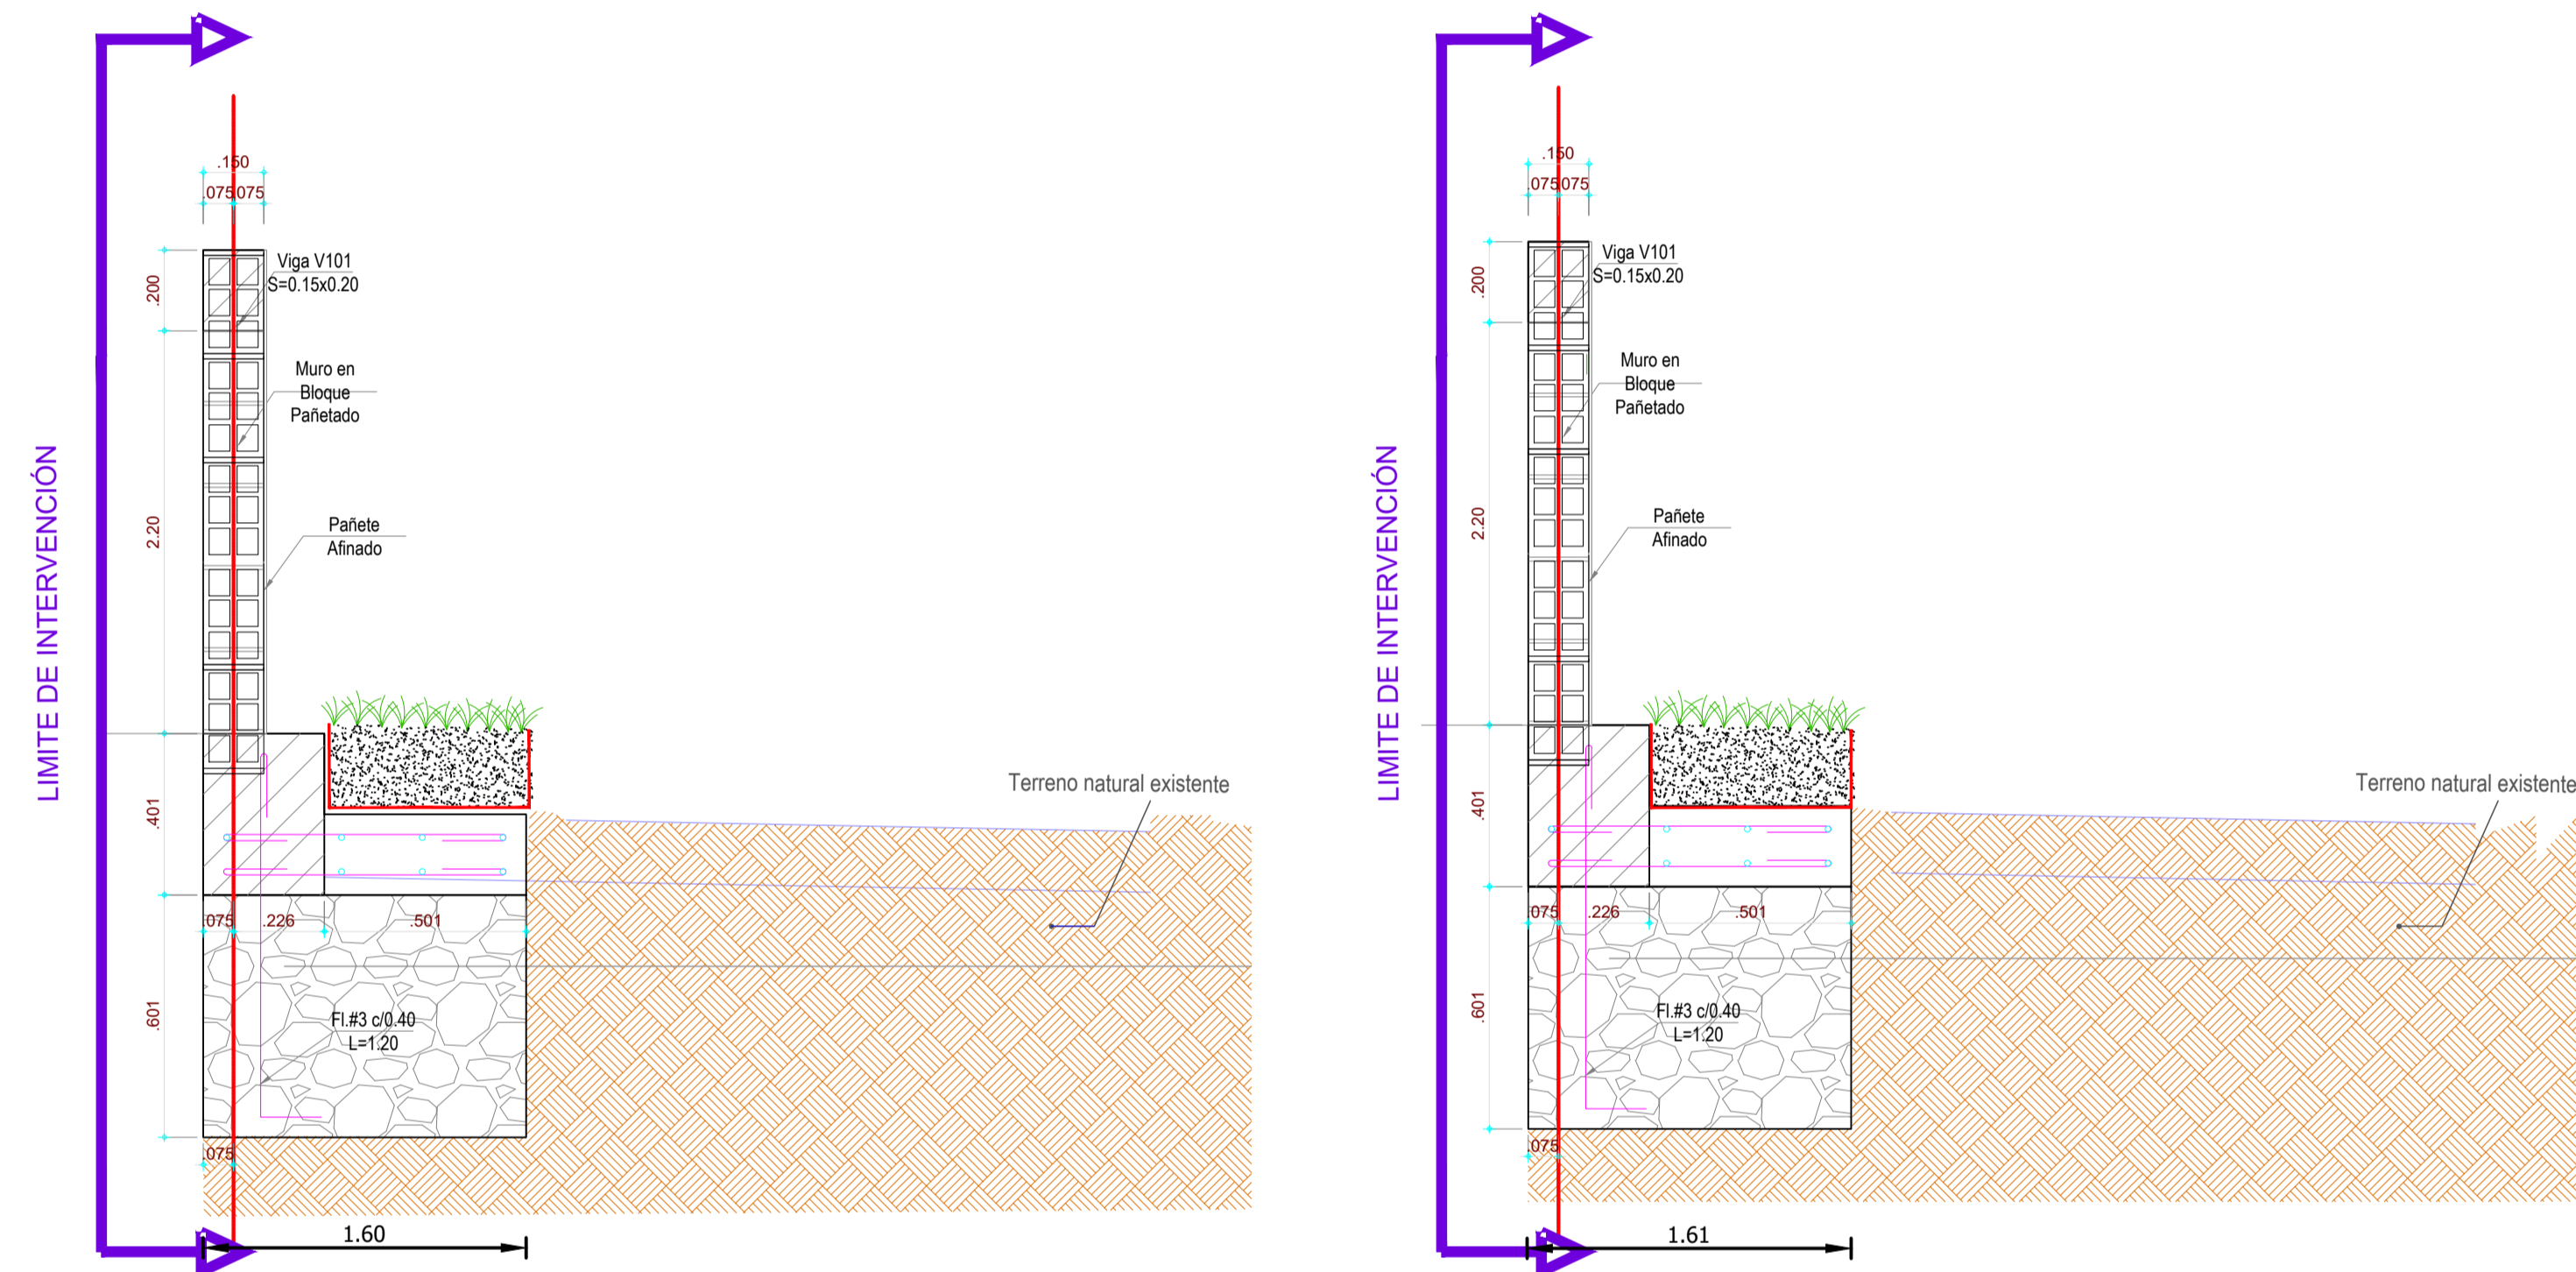 LIMITE DE INTERVENCIÓN
.150
.075
.075
.200
Viga V101
S=0.15x0.20
Muro en
Bloque
Pañetado
2.20
Pañete
Afinado
.401
Terreno natural existente
.075
.226
.501
.601
Fl.#3 c/0.40
L=1.20
.075
1.60
LIMITE DE INTERVENCIÓN
.150
.075
.075
.200
Viga V101
S=0.15x0.20
Muro en
Bloque
Pañetado
2.20
Pañete
Afinado
.401
Terreno natural existente
.075
.226
.501
.601
Fl.#3 c/0.40
L=1.20
.075
1.61